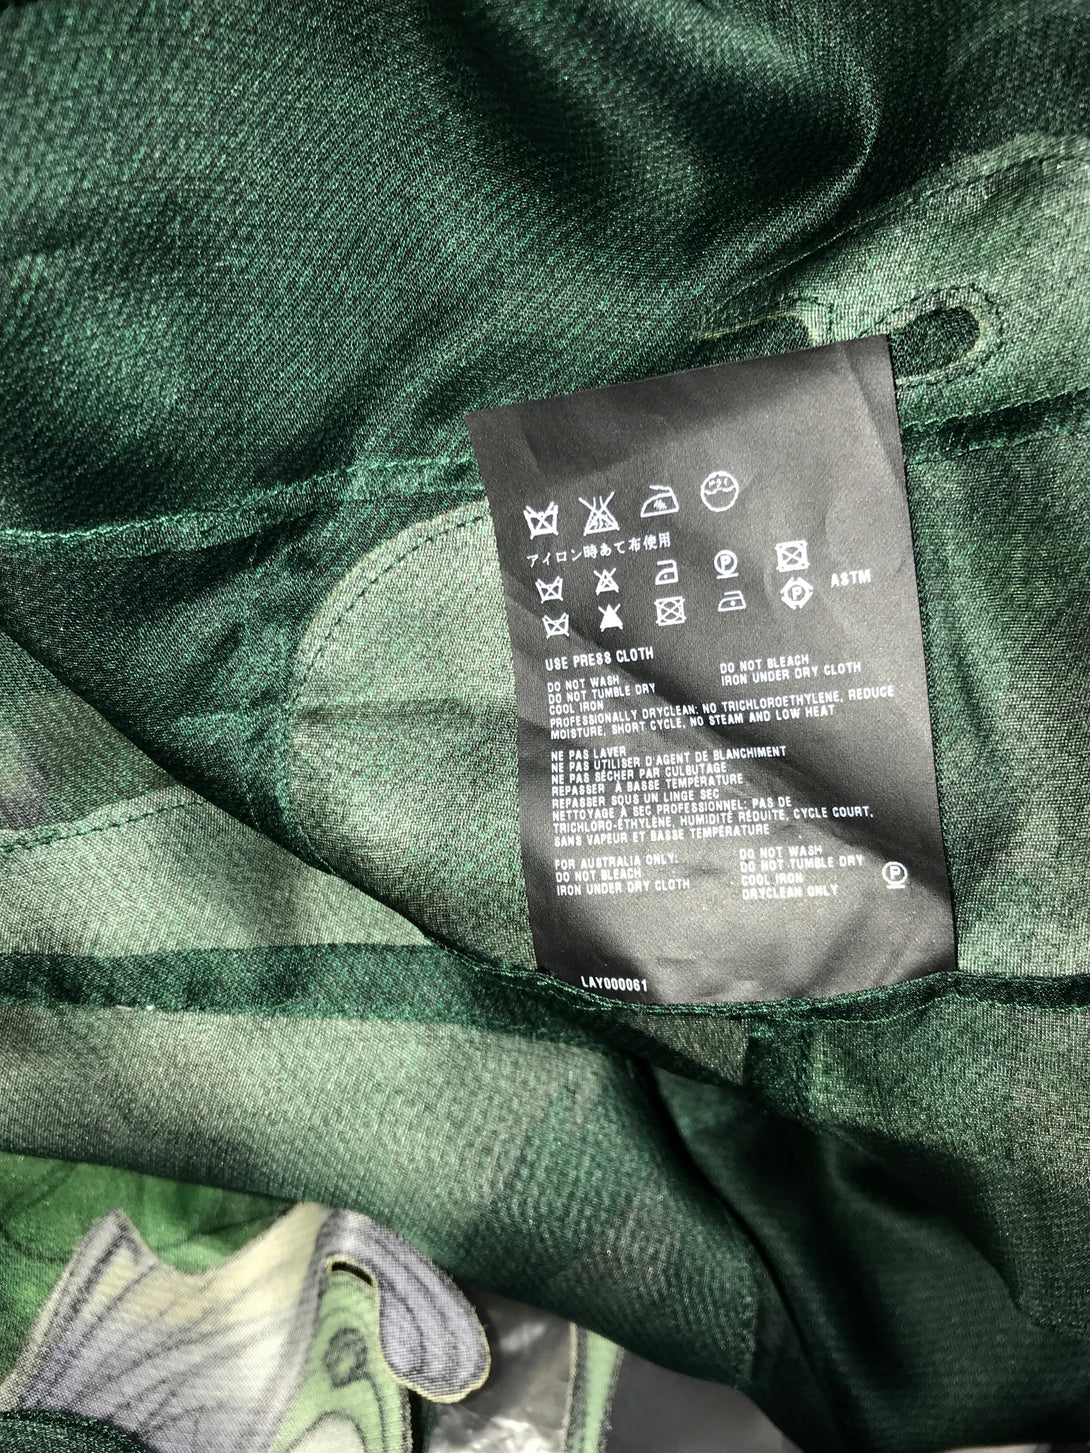 ドライ
アイロン時あて布使用
P
P ASTM
USE PRESS CLOTH
DO NOT WASH
DO NOT TUMBLE DRY
COOL IRON
DO NOT BLEACH
IRON UNDER DRY CLOTH
PROFESSIONALLY DRYCLEAN: NO TRICHLOROETHYLENE, REDUCE
MOISTURE, SHORT CYCLE, NO STEAM AND LOW HEAT
NE PAS LAVER
NE PAS UTILISER D'AGENT DE BLANCHIMENT
NE PAS SÉCHER PAR CULBUTAGE
REPASSER À BASSE TEMPÉRATURE
REPASSER SOUS UN LINGE SEC
NETTOYAGE À SEC PROFESSIONNEL: PAS DE
TRICHLORO-ÉTHYLÈNE, HUMIDITÉ RÉDUITE, CYCLE COURT,
SANS VAPEUR ET BASSE TEMPÉRATURE
FOR AUSTRALIA ONLY:
DO NOT BLEACH
IRON UNDER DRY CLOTH
DO NOT WASH
DO NOT TUMBLE DRY
COOL IRON
DRYCLEAN ONLY
P
LAY000061